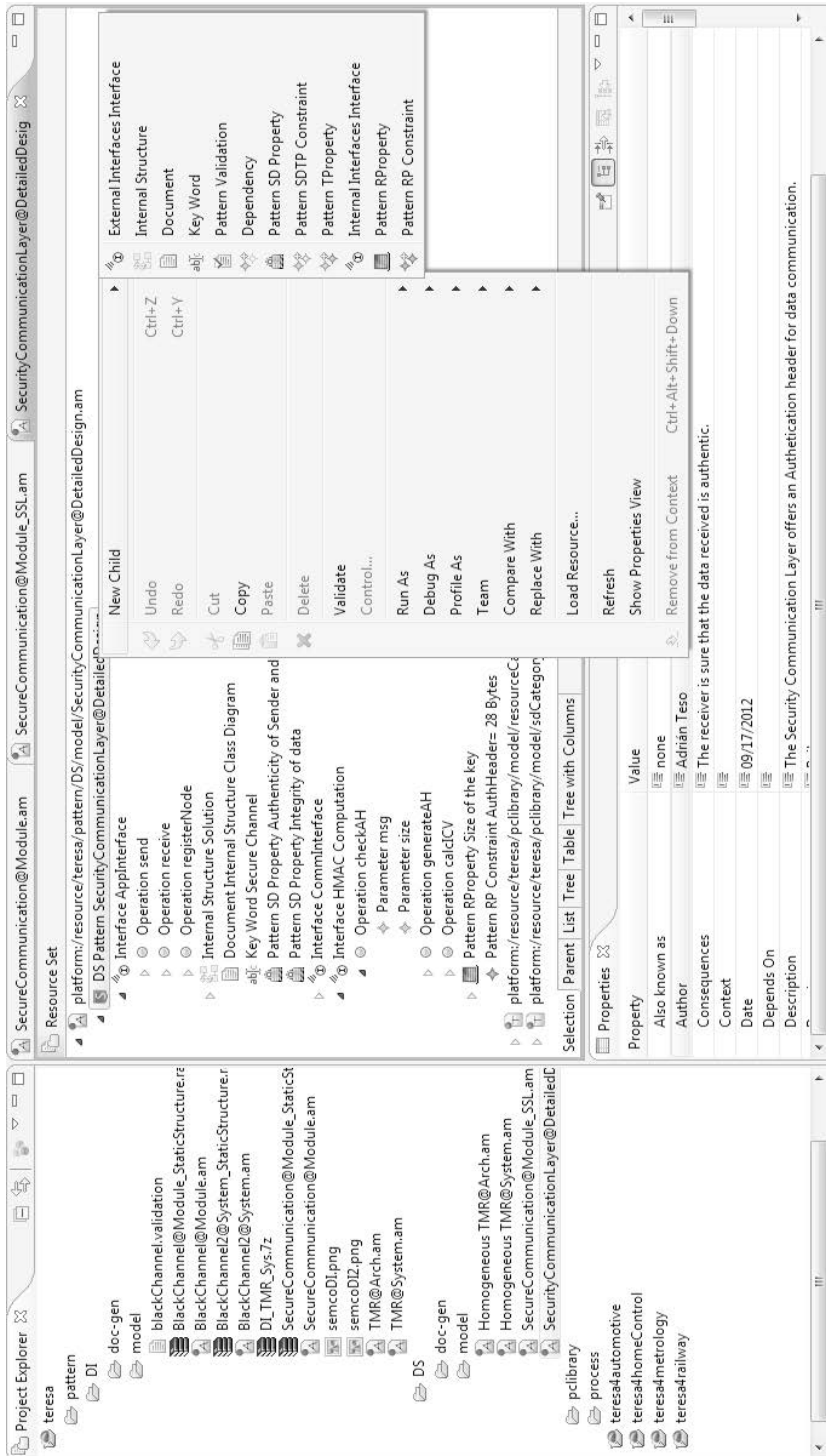 Project Explorer
teresa
pattern
DI
doc-gen
model
blackChannel.validation
BlackChannel@Module_StaticStructure.ra
BlackChannel@Module.am
BlackChannel2@System_StaticStructure.r
BlackChannel2@System.am
DI_TMR_Sys.7z
SecureCommunication@Module_StaticSt
SecureCommunication@Module.am
semcoDI.png
semcoDI2.png
TMR@Arch.am
TMR@System.am
DS
doc-gen
model
Homogeneous TMR@Arch.am
Homogeneous TMR@System.am
SecureCommunication@Module_SSL.am
SecurityCommunicationLayer@DetailedD
pclibrary
process
teresa4automotive
teresa4homeControl
teresa4metrology
teresa4railway
SecureCommunication@Module.am
SecureCommunication@Module_SSL.am
SecurityCommunicationLayer@DetailedDesig
Resource Set
platform:/resource/teresa/pattern/DS/model/SecurityCommunicationLayer@DetailedDesign.am
DS Pattern SecurityCommunicationLayer@DetailedDesign
Interface AppInterface
Operation send
Operation receive
Operation registerNode
Internal Structure Solution
Document Internal Structure Class Diagram
Key Word Secure Channel
Pattern SD Property Authenticity of Sender and
Pattern SD Property Integrity of data
Interface CommInterface
Interface HMAC Computation
Operation checkAH
Parameter msg
Parameter size
Operation generateAH
Operation calcICV
Pattern RProperty Size of the key
Pattern RP Constraint AuthHeader= 28 Bytes
platform:/resource/teresa/pclibrary/model/resourceCa
platform:/resource/teresa/pclibrary/model/sdCategory
Selection Parent List Tree Table Tree with Columns
New Child
Undo Ctrl+Z
Redo Ctrl+Y
Cut
Copy
Paste
Delete
Validate
Control...
Run As
Debug As
Profile As
Team
Compare With
Replace With
Load Resource...
Refresh
Show Properties View
Remove from Context Ctrl+Alt+Shift+Down
External Interfaces Interface
Internal Structure
Document
Key Word
Pattern Validation
Dependency
Pattern SD Property
Pattern SDTP Constraint
Pattern TProperty
Internal Interfaces Interface
Pattern RProperty
Pattern RP Constraint
Properties
Property Value
Also known as none
Author Adrián Teso
Consequences The receiver is sure that the data received is authentic.
Context
Date 09/17/2012
Depends On
Description The Security Communication Layer offers an Authetication header for data communication.